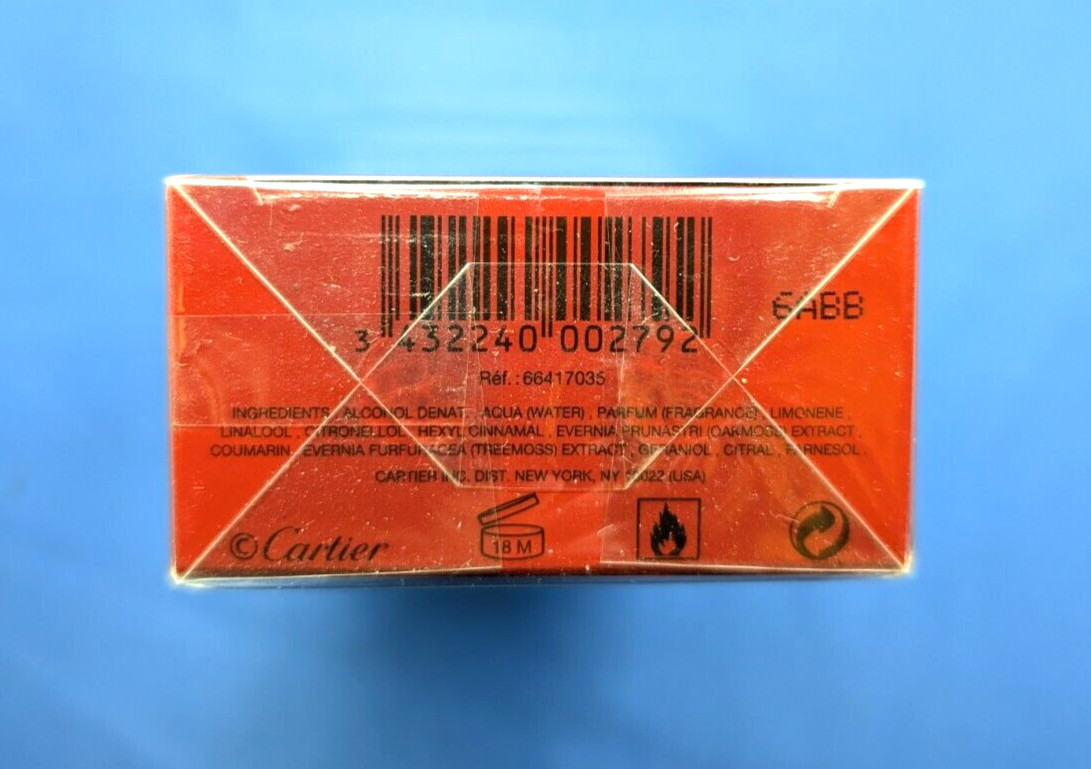 3 432240 002792
6ABB
Réf. : 66417035
INGREDIENTS . ALCOHOL DENAT. , AQUA (WATER) , PARFUM (FRAGRANCE) , LIMONENE ,
LINALOOL , CITRONELLOL , HEXYL CINNAMAL , EVERNIA PRUNASTRI (OAKMOSS) EXTRACT ,
COUMARIN , EVERNIA FURFURACEA (TREEMOSS) EXTRACT , GERANIOL , CITRAL , FARNESOL .
CARTIER INC. DIST. NEW YORK, NY 10022 (USA)
©Cartier
18 M